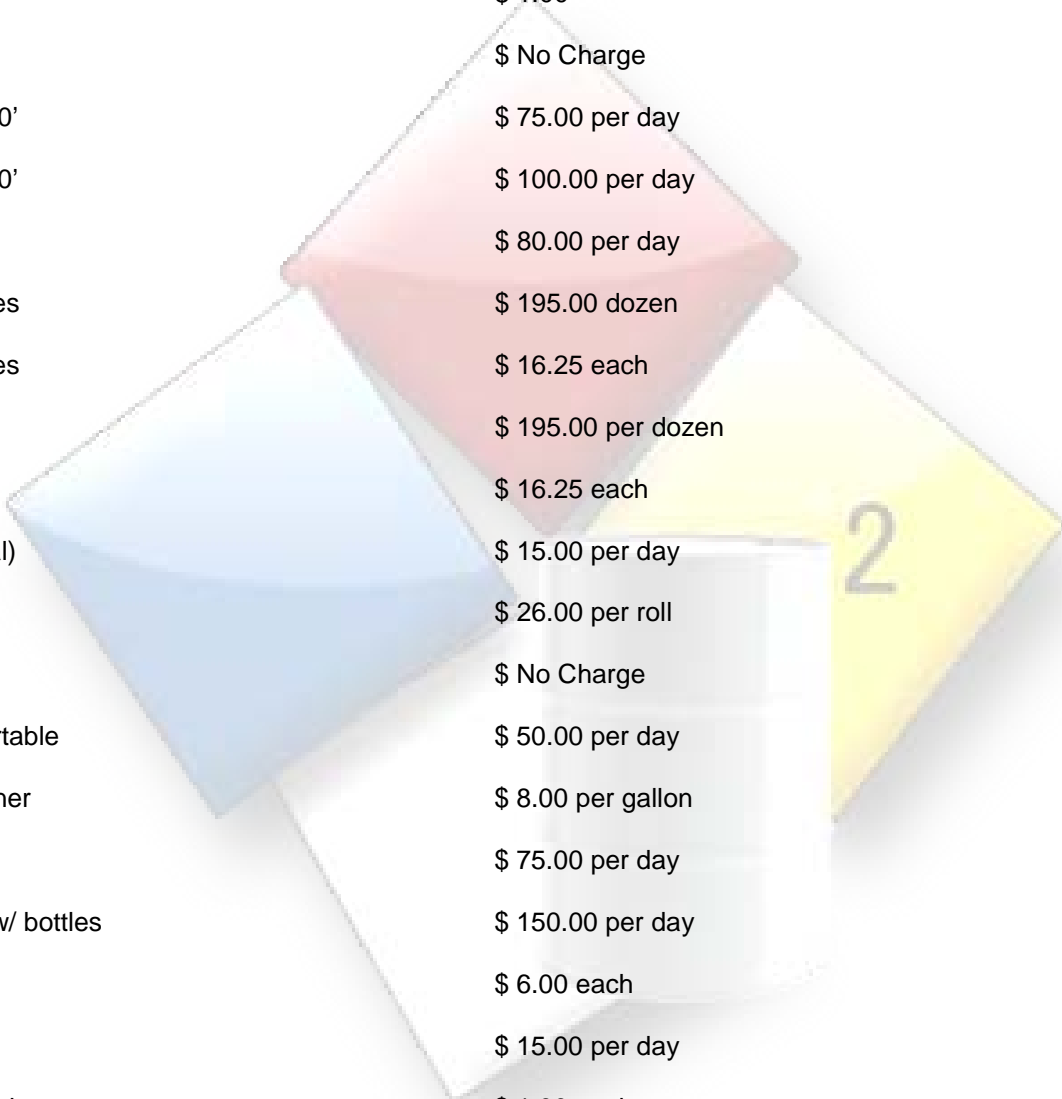 $ No Charge
0’ $ 75.00 per day
0’ $ 100.00 per day
$ 80.00 per day
es $ 195.00 dozen
es $ 16.25 each
$ 195.00 per dozen
$ 16.25 each
l) $ 15.00 per day
2
$ 26.00 per roll
$ No Charge
table $ 50.00 per day
ner $ 8.00 per gallon
$ 75.00 per day
w/ bottles $ 150.00 per day
$ 6.00 each
$ 15.00 per day